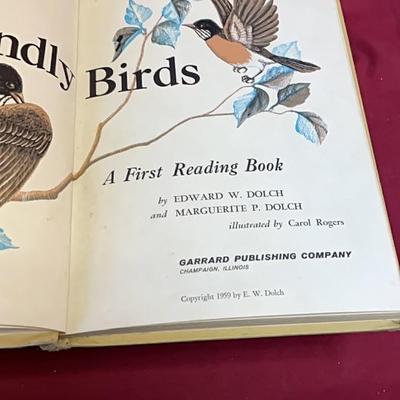 ndly Birds
A First Reading Book
by EDWARD W. DOLCH
and MARGUERITE P. DOLCH
illustrated by Carol Rogers
GARRARD PUBLISHING COMPANY
CHAMPAIGN, ILLINOIS
Copyright 1959 by E. W. Dolch